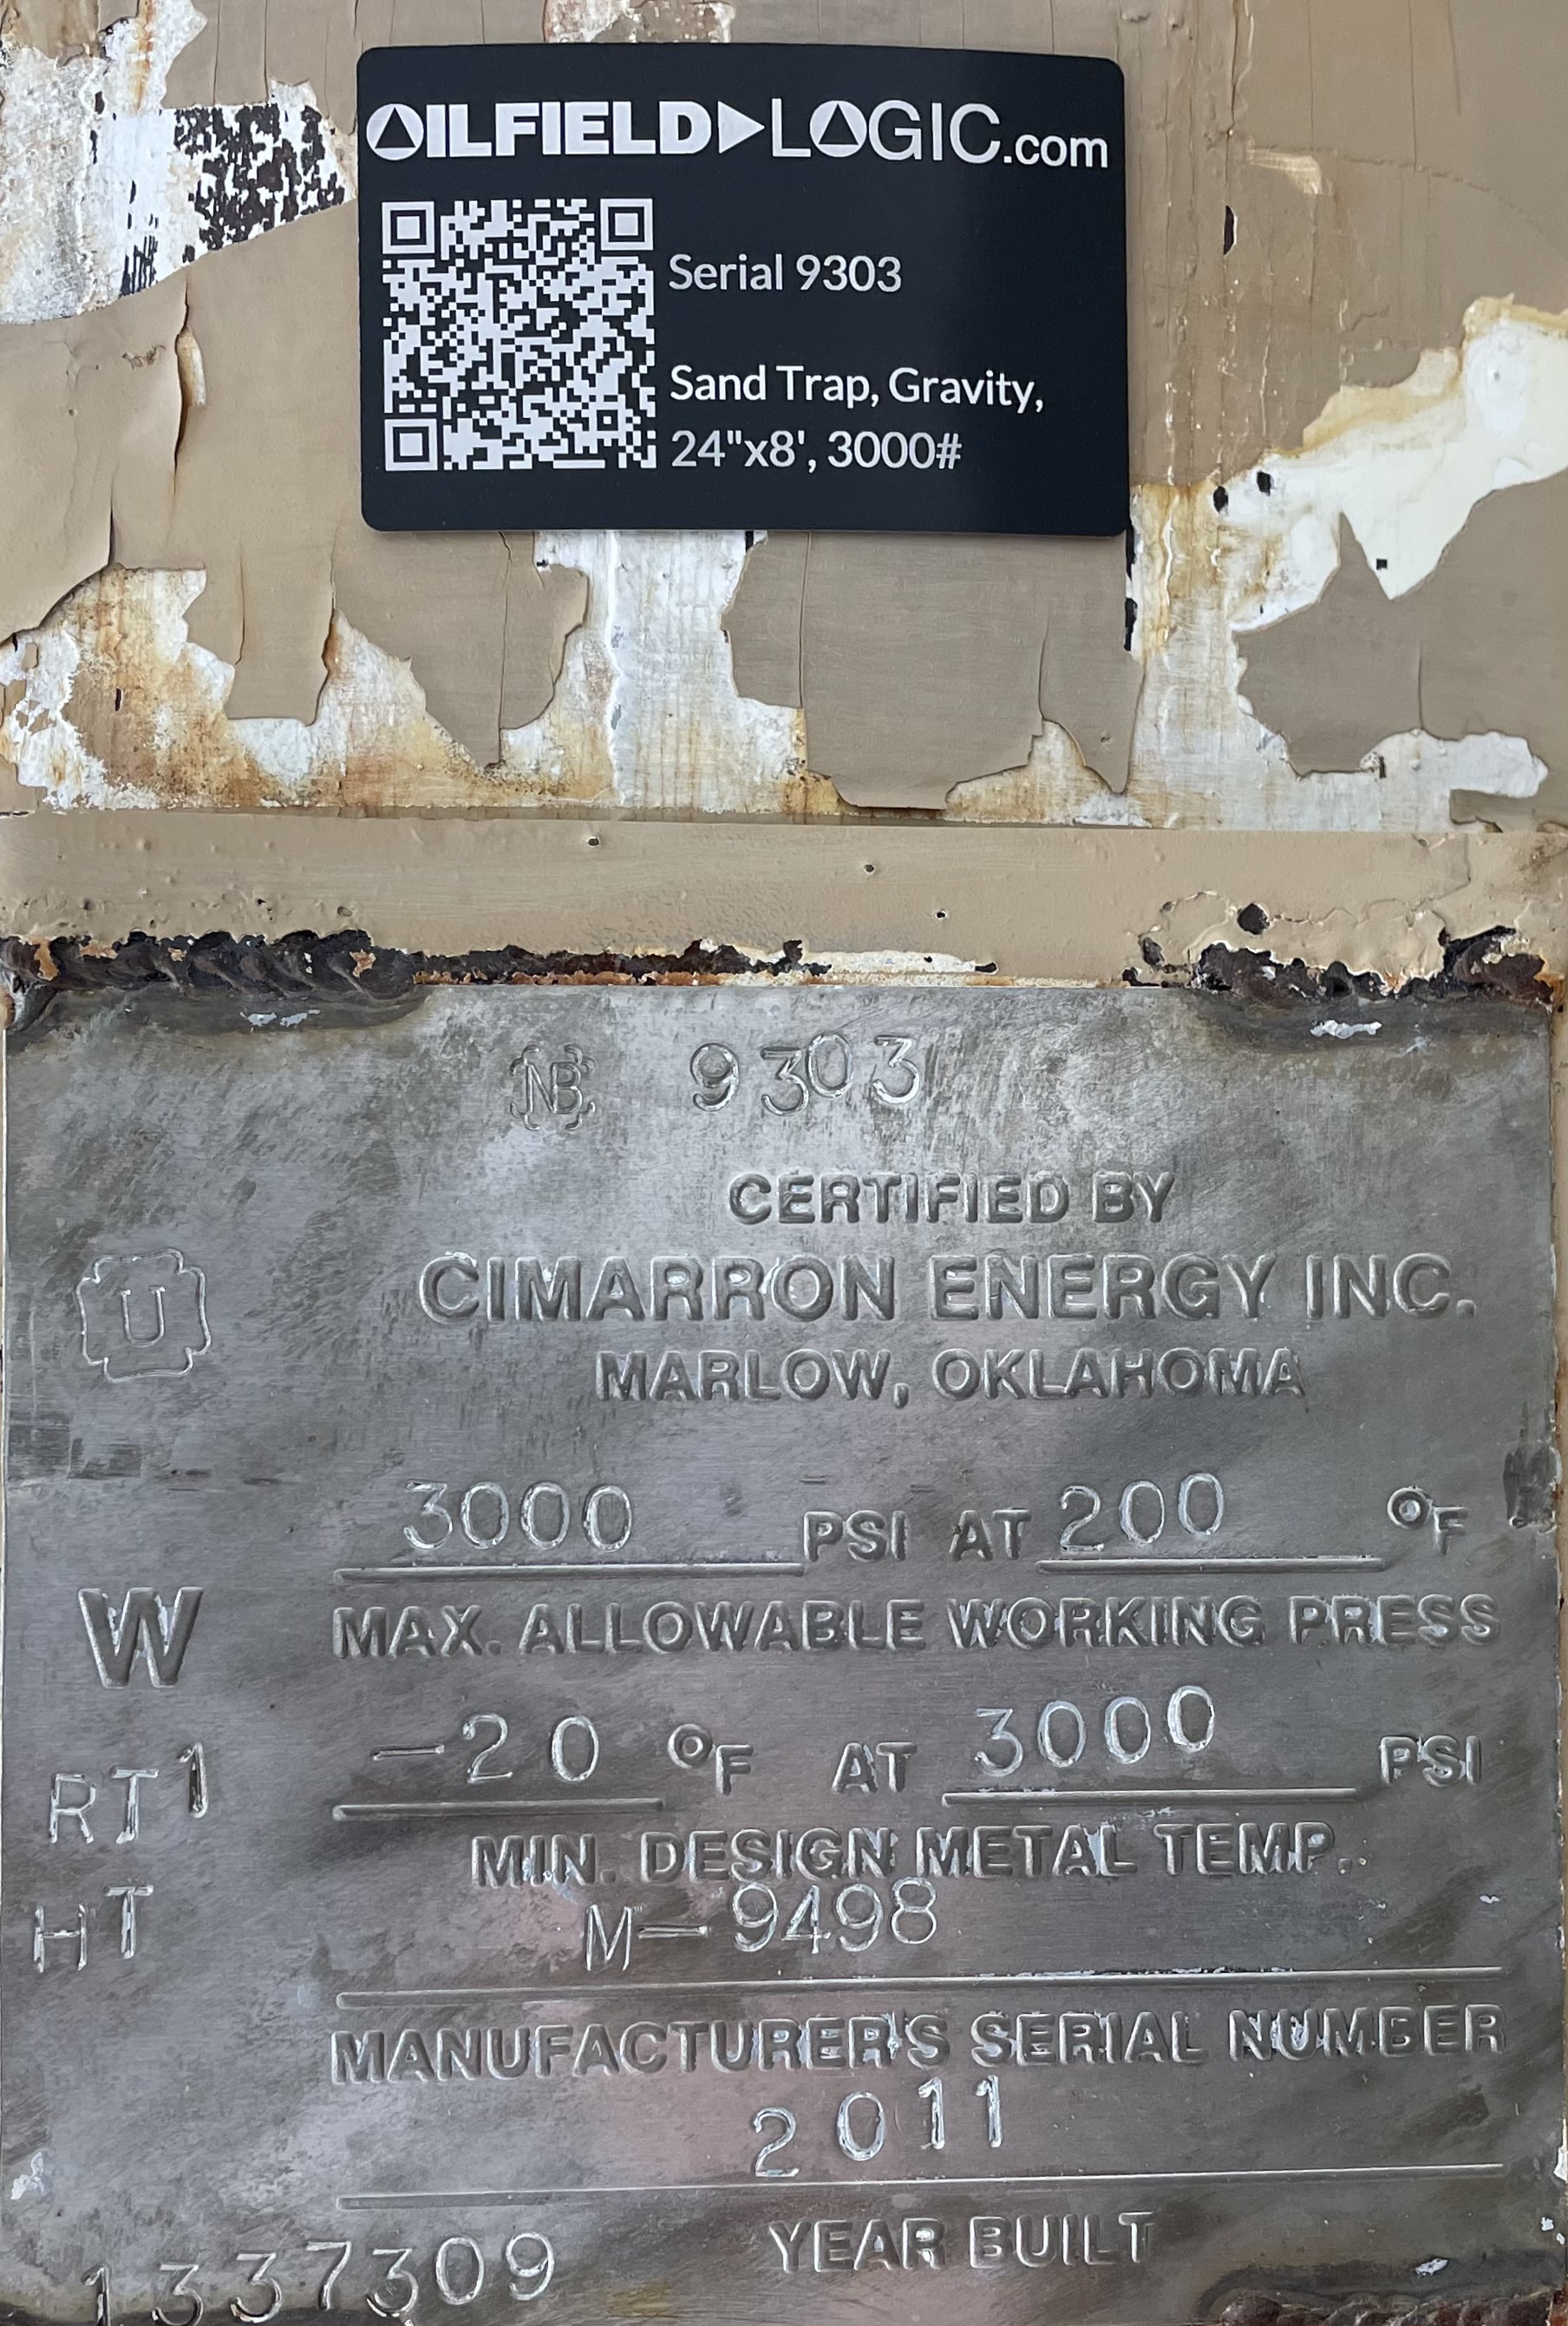 OILFIELD LOGIC.com
Serial 9303
Sand Trap, Gravity,
24"x8', 3000#
NB 9303
CERTIFIED BY
U
CIMARRON ENERGY INC.
MARLOW, OKLAHOMA
3000 PSI AT 200 °F
W
MAX. ALLOWABLE WORKING PRESS
RT1
-20 °F AT 3000 PSI
MIN. DESIGN METAL TEMP.
HT
M-9498
MANUFACTURER'S SERIAL NUMBER
2011
YEAR BUILT
1337309